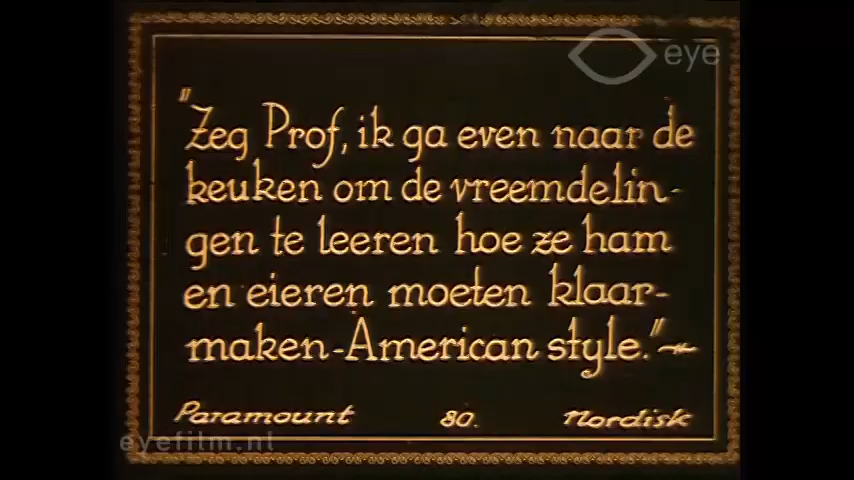 eye
"Zeg Prof, ik ga even naar de
keuken om de vreemdelin-
gen te leeren hoe ze ham
en eieren moeten klaar-
maken-American style."
Paramount 80. Nordisk
eyefilm.nl